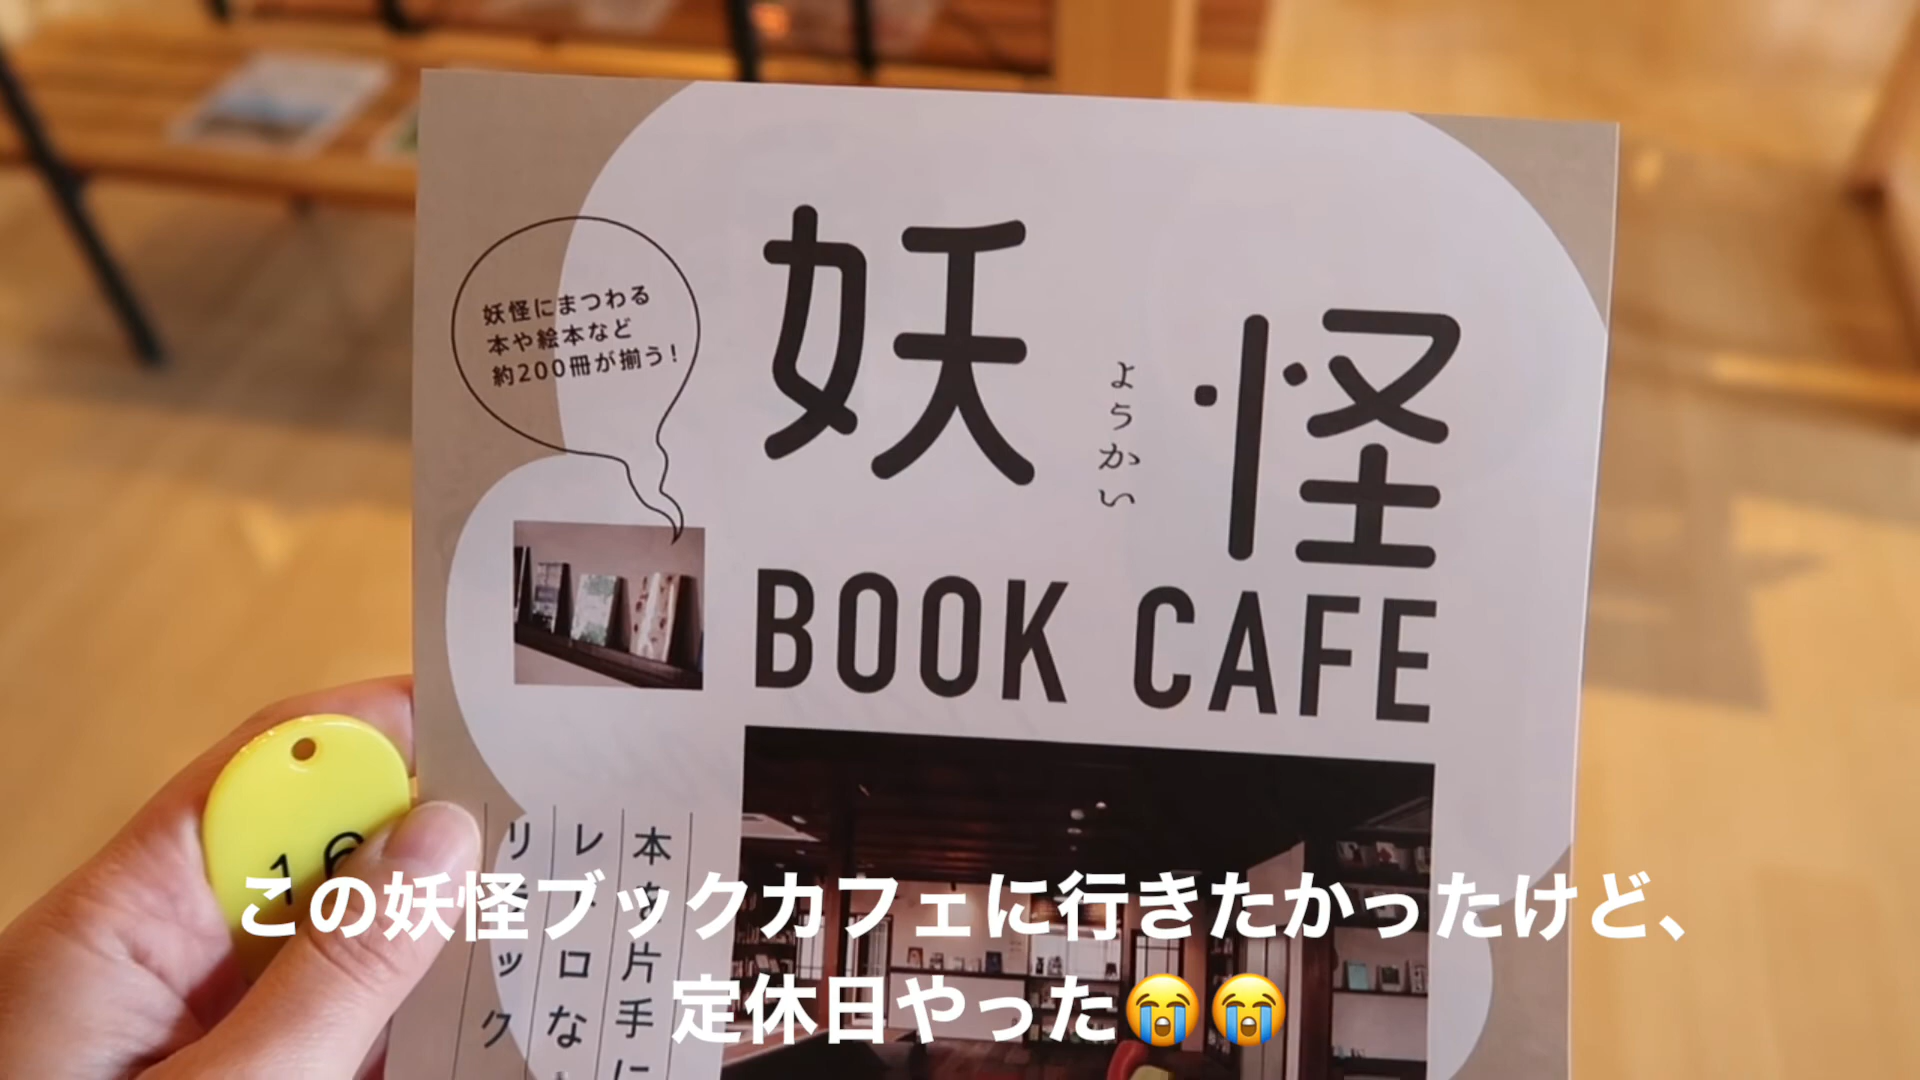 妖怪
ようかい
BOOK CAFE
妖怪にまつわる
本や絵本など
約200冊が揃う!
本を片手に
レトロな
16
この妖怪ブックカフェに行きたかったけど、
定休日やった😭😭